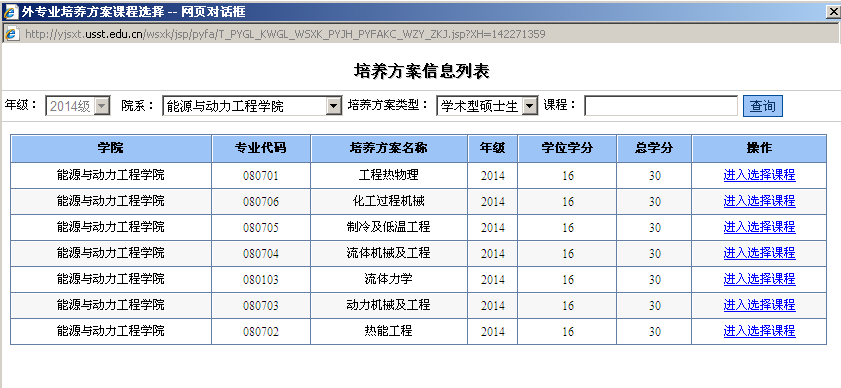 外专业培养方案课程选择 -- 网页对话框
http://yjsxt.usst.edu.cn/wsxk/jsp/pyfa/T_PYGL_KWGL_WSXK_PYJH_PYFAKC_WZY_ZKJ.jsp?XH=142271359
培养方案信息列表
年级： 2014级 院系： 能源与动力工程学院 培养方案类型： 学术型硕士生 课程： 查询
学院 专业代码 培养方案名称 年级 学位学分 总学分 操作
能源与动力工程学院 080701 工程热物理 2014 16 30 进入选择课程
能源与动力工程学院 080706 化工过程机械 2014 16 30 进入选择课程
能源与动力工程学院 080705 制冷及低温工程 2014 16 30 进入选择课程
能源与动力工程学院 080704 流体机械及工程 2014 16 30 进入选择课程
能源与动力工程学院 080103 流体力学 2014 16 30 进入选择课程
能源与动力工程学院 080703 动力机械及工程 2014 16 30 进入选择课程
能源与动力工程学院 080702 热能工程 2014 16 30 进入选择课程